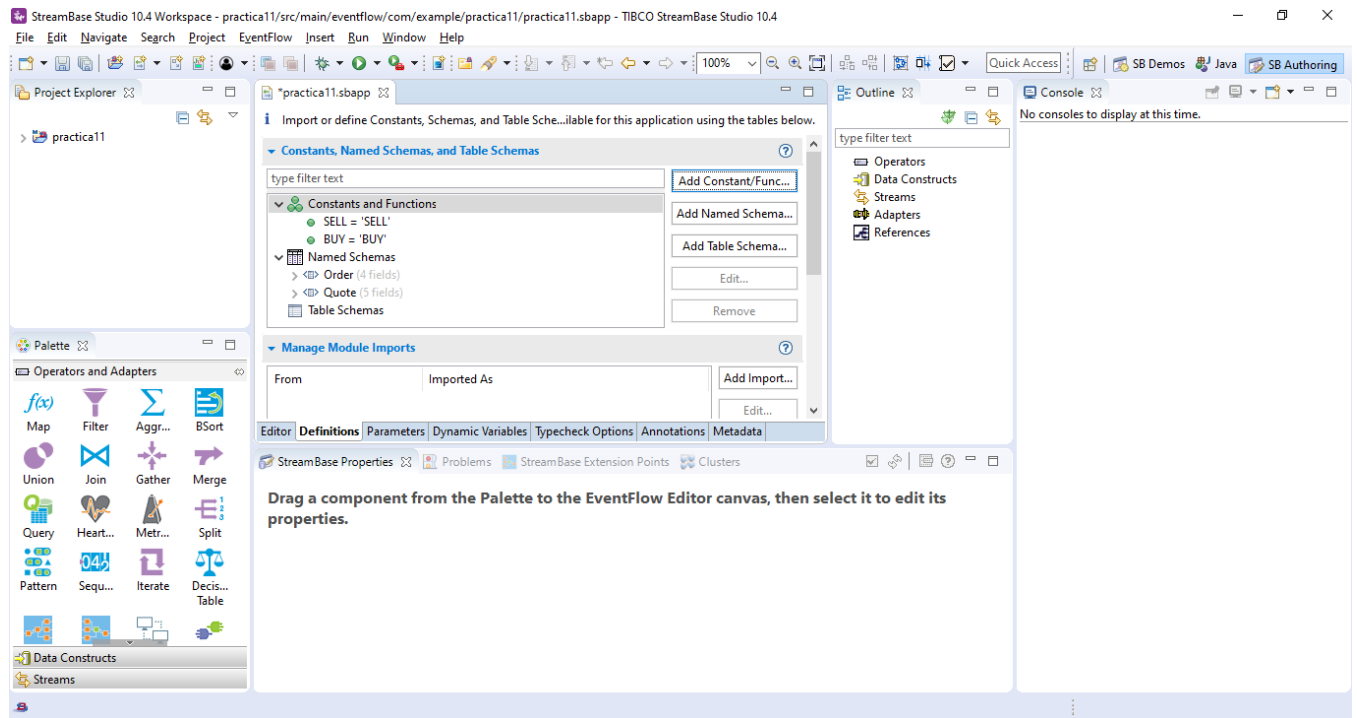 StreamBase Studio 10.4 Workspace - practica11/src/main/eventflow/com/example/practica11/practica11.sbapp - TIBCO StreamBase Studio 10.4
File Edit Navigate Search Project EventFlow Insert Run Window Help
100% Quick Access SB Demos Java SB Authoring
Project Explorer
practica11
*practica11.sbapp
Import or define Constants, Schemas, and Table Sche...ilable for this application using the tables below.
Constants, Named Schemas, and Table Schemas
type filter text
Constants and Functions
SELL = 'SELL'
BUY = 'BUY'
Named Schemas
Order (4 fields)
Quote (5 fields)
Table Schemas
Add Constant/Func...
Add Named Schema...
Add Table Schema...
Edit...
Remove
Manage Module Imports
From Imported As
Add Import...
Edit...
Editor Definitions Parameters Dynamic Variables Typecheck Options Annotations Metadata
Outline
type filter text
Operators
Data Constructs
Streams
Adapters
References
Console
No consoles to display at this time.
Palette
Operators and Adapters
f(x)
Map Filter Aggr... BSort
Union Join Gather Merge
Query Heart... Metr... Split
Pattern Sequ... Iterate Decis...
Table
Data Constructs
Streams
StreamBase Properties Problems StreamBase Extension Points Clusters
Drag a component from the Palette to the EventFlow Editor canvas, then select it to edit its
properties.